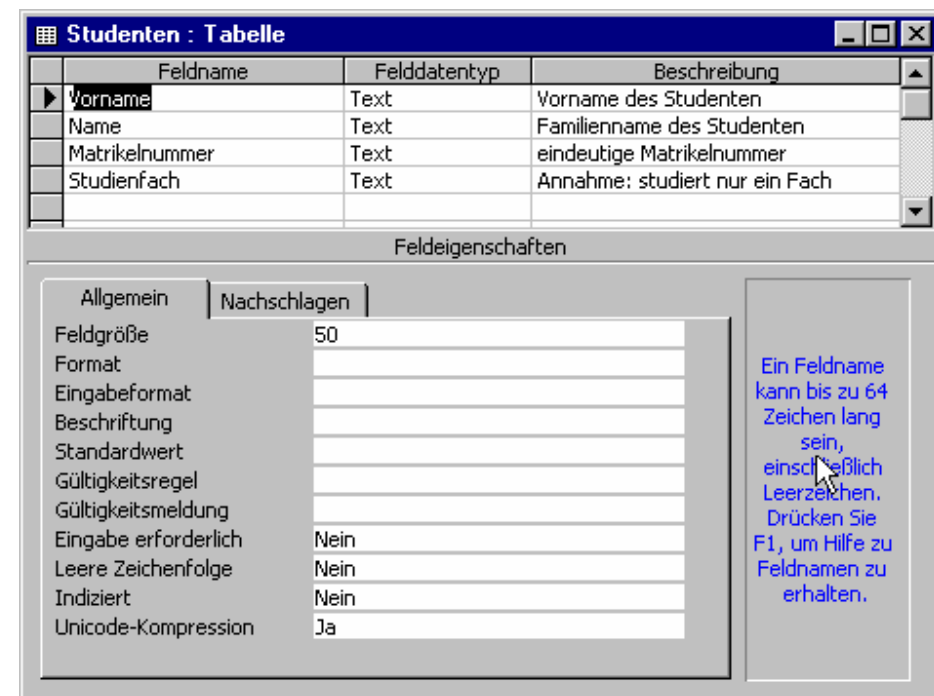 Studenten : Tabelle
Feldname Felddatentyp Beschreibung
Vorname Text Vorname des Studenten
Name Text Familienname des Studenten
Matrikelnummer Text eindeutige Matrikelnummer
Studienfach Text Annahme: studiert nur ein Fach
Feldeigenschaften
Allgemein Nachschlagen
Feldgröße 50
Format
Eingabeformat
Beschriftung
Standardwert
Gültigkeitsregel
Gültigkeitsmeldung
Eingabe erforderlich Nein
Leere Zeichenfolge Nein
Indiziert Nein
Unicode-Kompression Ja
Ein Feldname
kann bis zu 64
Zeichen lang
sein,
einschließlich
Leerzeichen.
Drücken Sie
F1, um Hilfe zu
Feldnamen zu
erhalten.